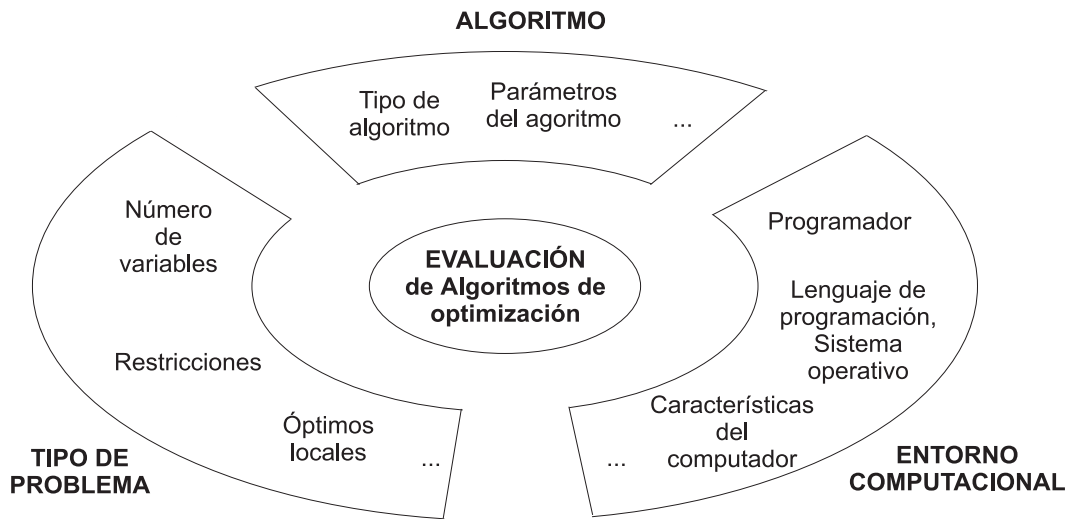 ALGORITMO
Tipo de
algoritmo
Parámetros
del agoritmo
...
Número
de
variables
Restricciones
Óptimos
locales
...
TIPO DE
PROBLEMA
EVALUACIÓN
de Algoritmos de
optimización
Programador
Lenguaje de
programación,
Sistema
operativo
Características
del
computador
...
ENTORNO
COMPUTACIONAL